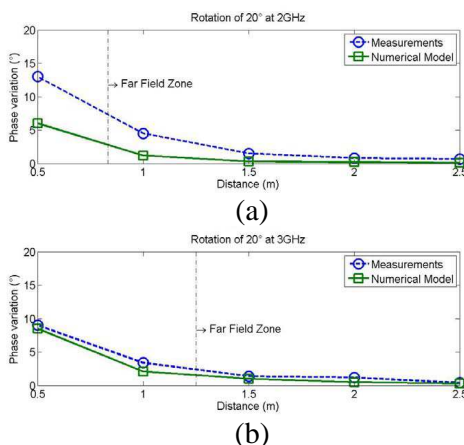 Rotation of 20° at 2GHz
Phase variation (°)
20
15
10
5
0
Measurements
Numerical Model
→ Far Field Zone
0.5 1 1.5 2 2.5
Distance (m)
(a)
Rotation of 20° at 3GHz
Phase variation (°)
20
15
10
5
0
Measurements
Numerical Model
→ Far Field Zone
0.5 1 1.5 2 2.5
Distance (m)
(b)